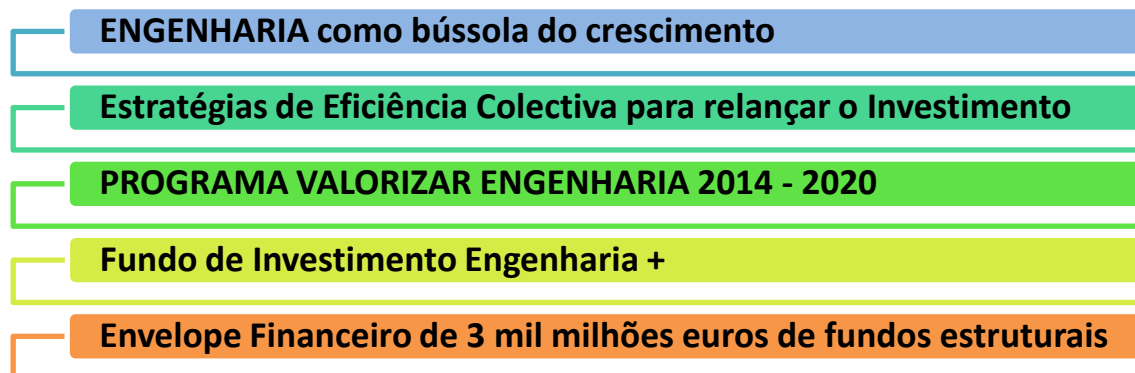 ENGENHARIA como bússola do crescimento
Estratégias de Eficiência Colectiva para relançar o Investimento
PROGRAMA VALORIZAR ENGENHARIA 2014 - 2020
Fundo de Investimento Engenharia +
Envelope Financeiro de 3 mil milhões euros de fundos estruturais